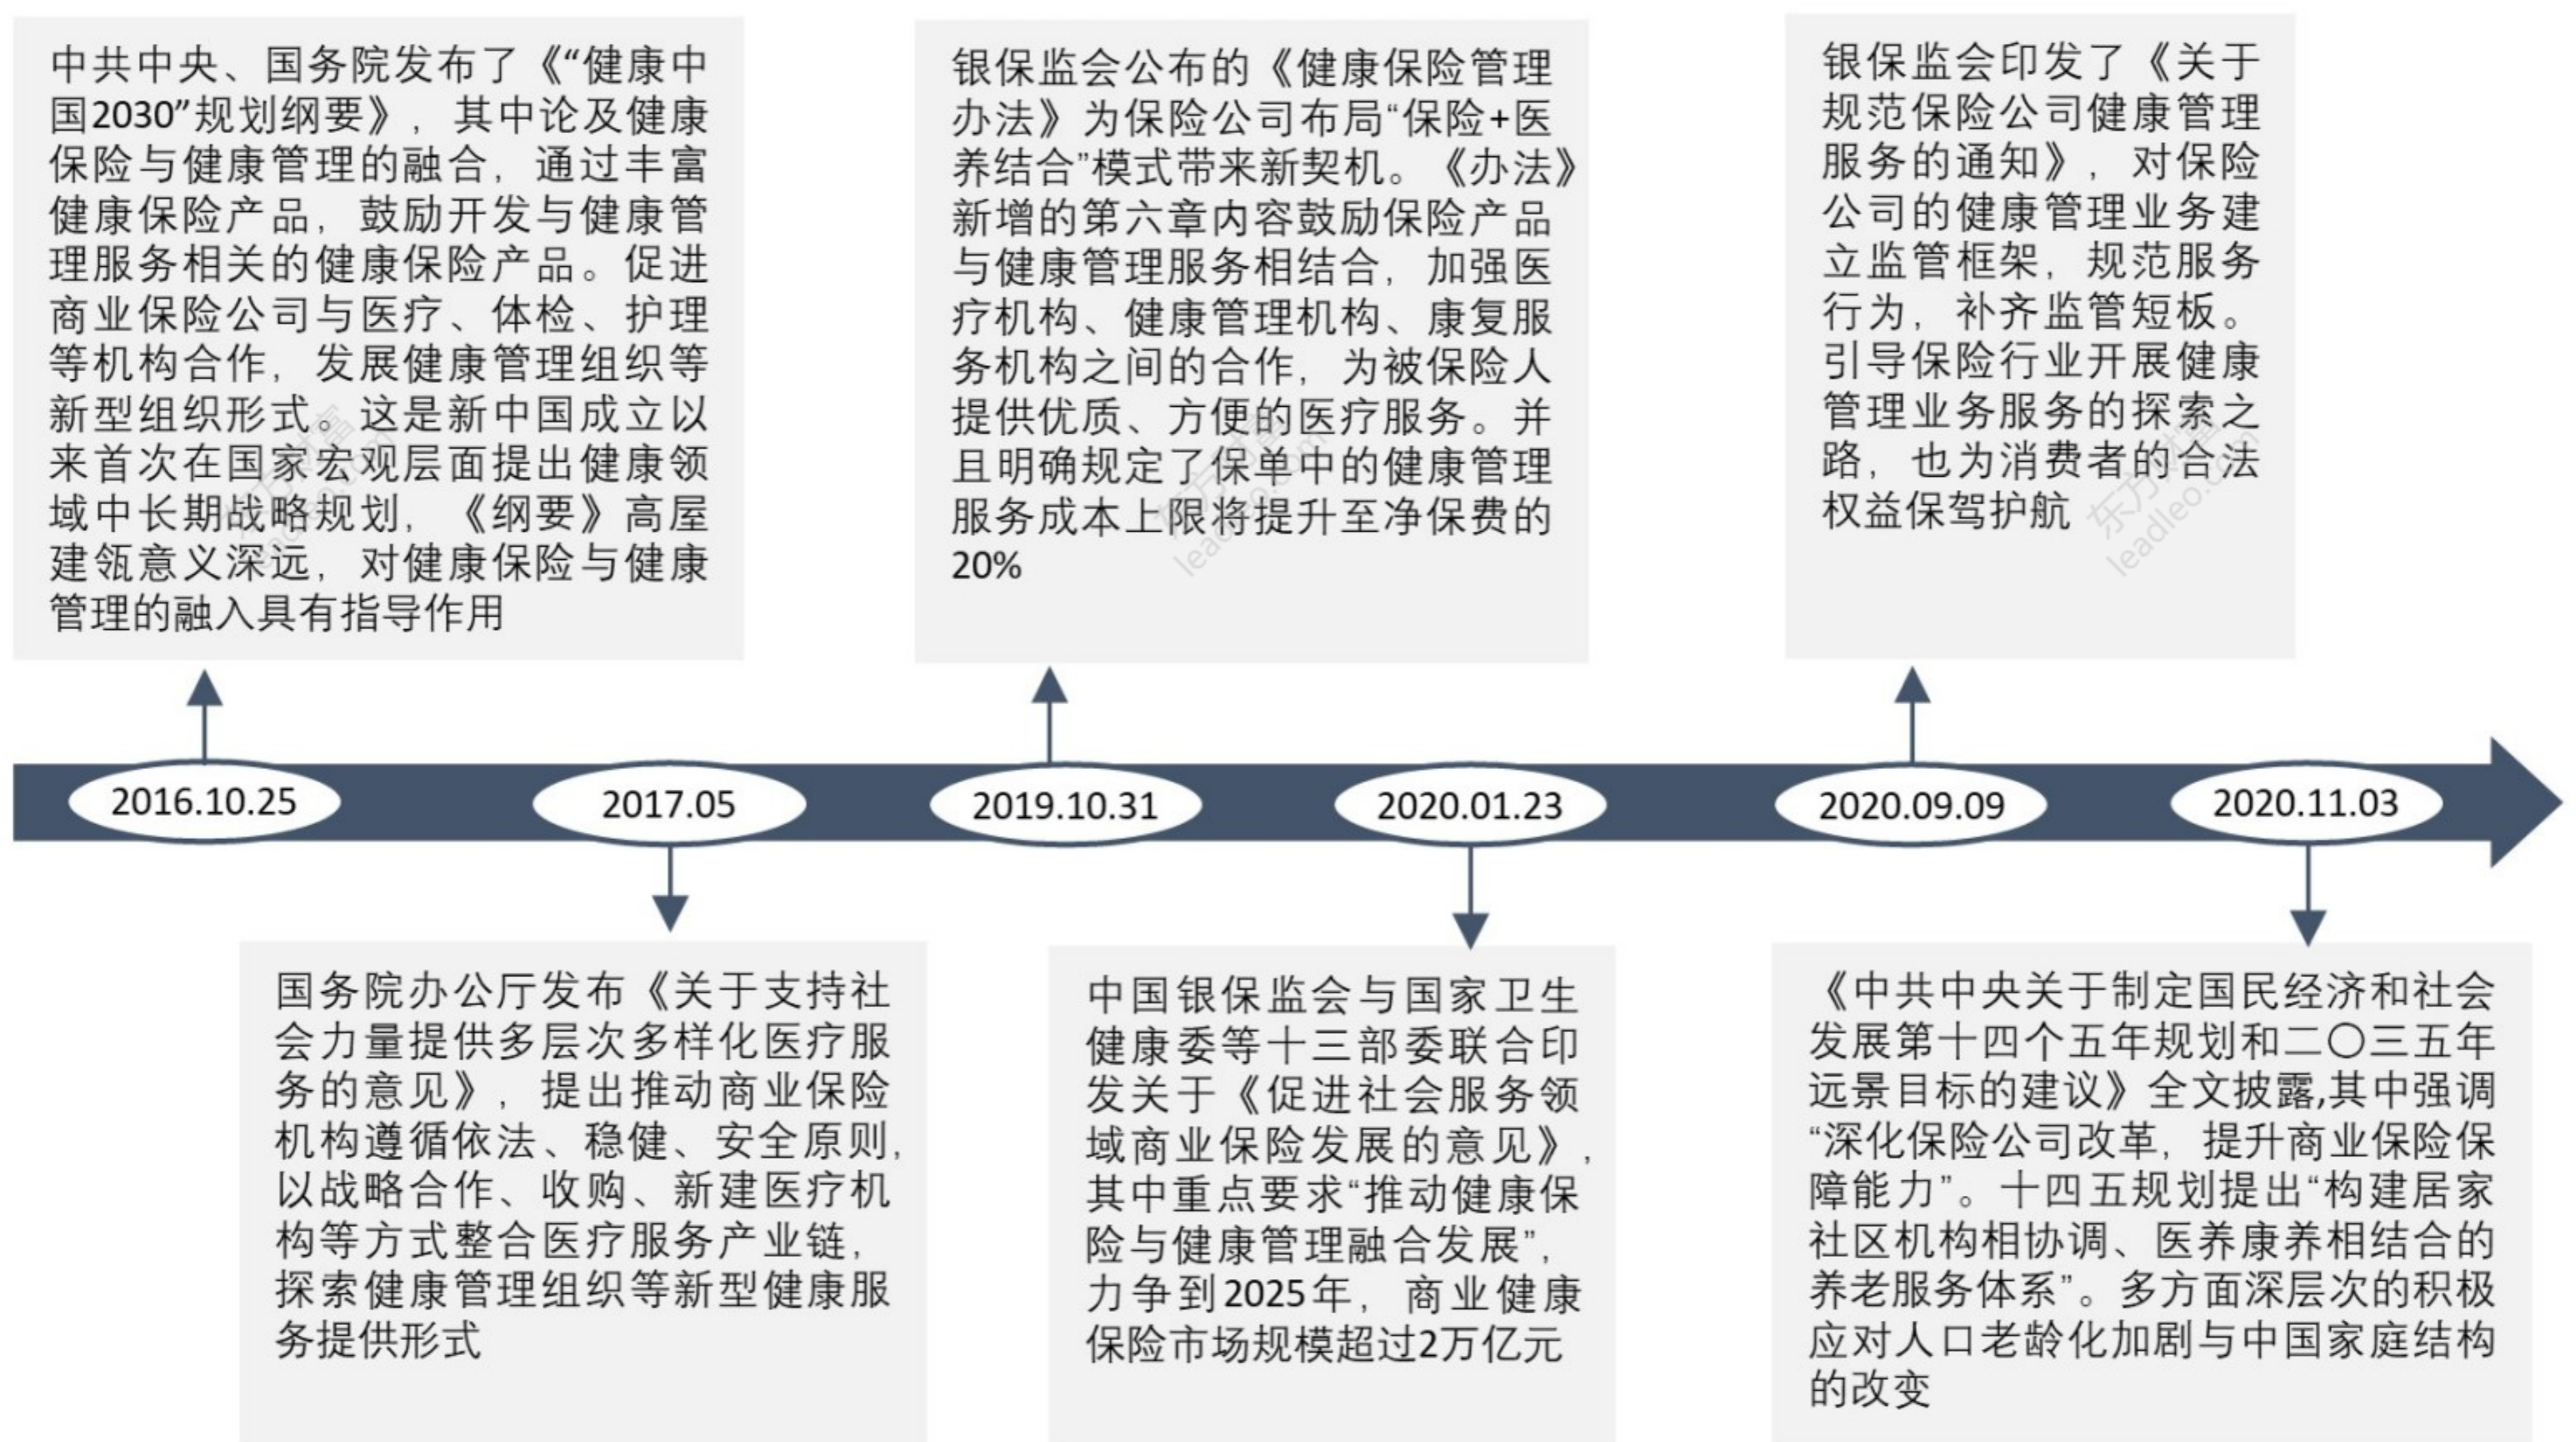 中共中央、国务院发布了《“健康中
国2030”规划纲要》，其中论及健康
保险与健康管理的融合，通过丰富
健康保险产品，鼓励开发与健康管
理服务相关的健康保险产品。促进
商业保险公司与医疗、体检、护理
等机构合作，发展健康管理组织等
新型组织形式。这是新中国成立以
来首次在国家宏观层面提出健康领
域中长期战略规划，《纲要》高屋
建瓴意义深远，对健康保险与健康
管理的融入具有指导作用
银保监会公布的《健康保险管理
办法》为保险公司布局“保险+医
养结合”模式带来新契机。《办法》
新增的第六章内容鼓励保险产品
与健康管理服务相结合，加强医
疗机构、健康管理机构、康复服
务机构之间的合作，为被保险人
提供优质、方便的医疗服务。并
且明确规定了保单中的健康管理
服务成本上限将提升至净保费的
20%
银保监会印发了《关于
规范保险公司健康管理
服务的通知》，对保险
公司的健康管理业务建
立监管框架，规范服务
行为，补齐监管短板。
引导保险行业开展健康
管理业务服务的探索之
路，也为消费者的合法
权益保驾护航
东方财富
leadleo.com
东方财富
leadleo.com
东方财富
leadleo.com
2016.10.25
2017.05
2019.10.31
2020.01.23
2020.09.09
2020.11.03
国务院办公厅发布《关于支持社
会力量提供多层次多样化医疗服
务的意见》，提出推动商业保险
机构遵循依法、稳健、安全原则，
以战略合作、收购、新建医疗机
构等方式整合医疗服务产业链，
探索健康管理组织等新型健康服
务提供形式
中国银保监会与国家卫生
健康委等十三部委联合印
发关于《促进社会服务领
域商业保险发展的意见》，
其中重点要求“推动健康保
险与健康管理融合发展”，
力争到2025年，商业健康
保险市场规模超过2万亿元
《中共中央关于制定国民经济和社会
发展第十四个五年规划和二〇三五年
远景目标的建议》全文披露,其中强调
“深化保险公司改革，提升商业保险保
障能力”。十四五规划提出“构建居家
社区机构相协调、医养康养相结合的
养老服务体系”。多方面深层次的积极
应对人口老龄化加剧与中国家庭结构
的改变